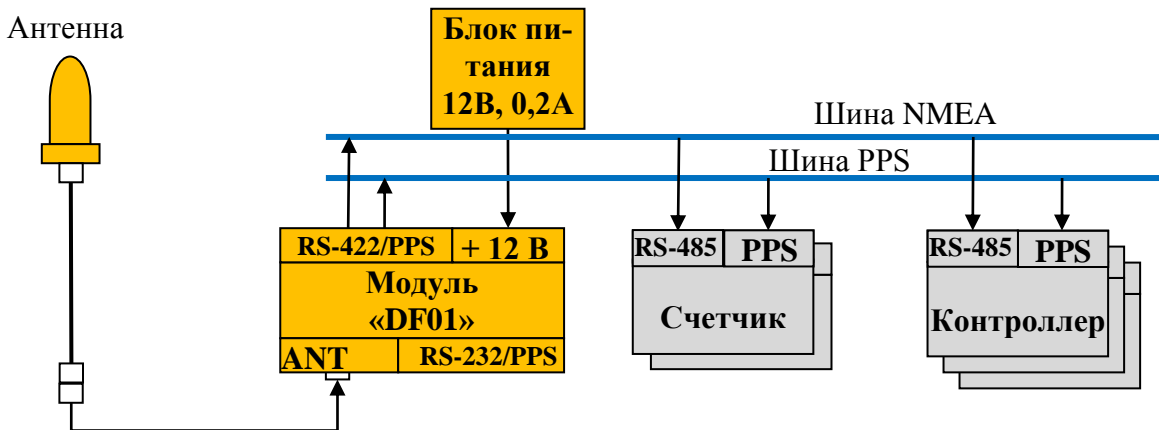 Антенна
Блок пи-
тания
12В, 0,2А
Шина NMEA
Шина PPS
RS-422/PPS
+ 12 В
Модуль
«DF01»
ANT
RS-232/PPS
RS-485
PPS
Счетчик
RS-485
PPS
Контроллер